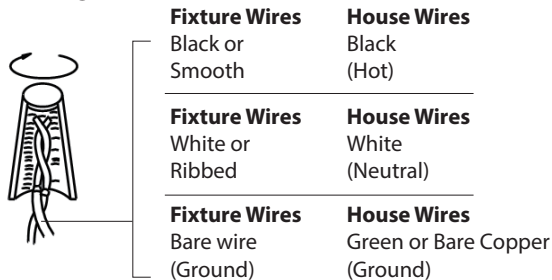 Fixture Wires House Wires
Black or Black
Smooth (Hot)
Fixture Wires House Wires
White or White
Ribbed (Neutral)
Fixture Wires House Wires
Bare wire Green or Bare Copper
(Ground) (Ground)